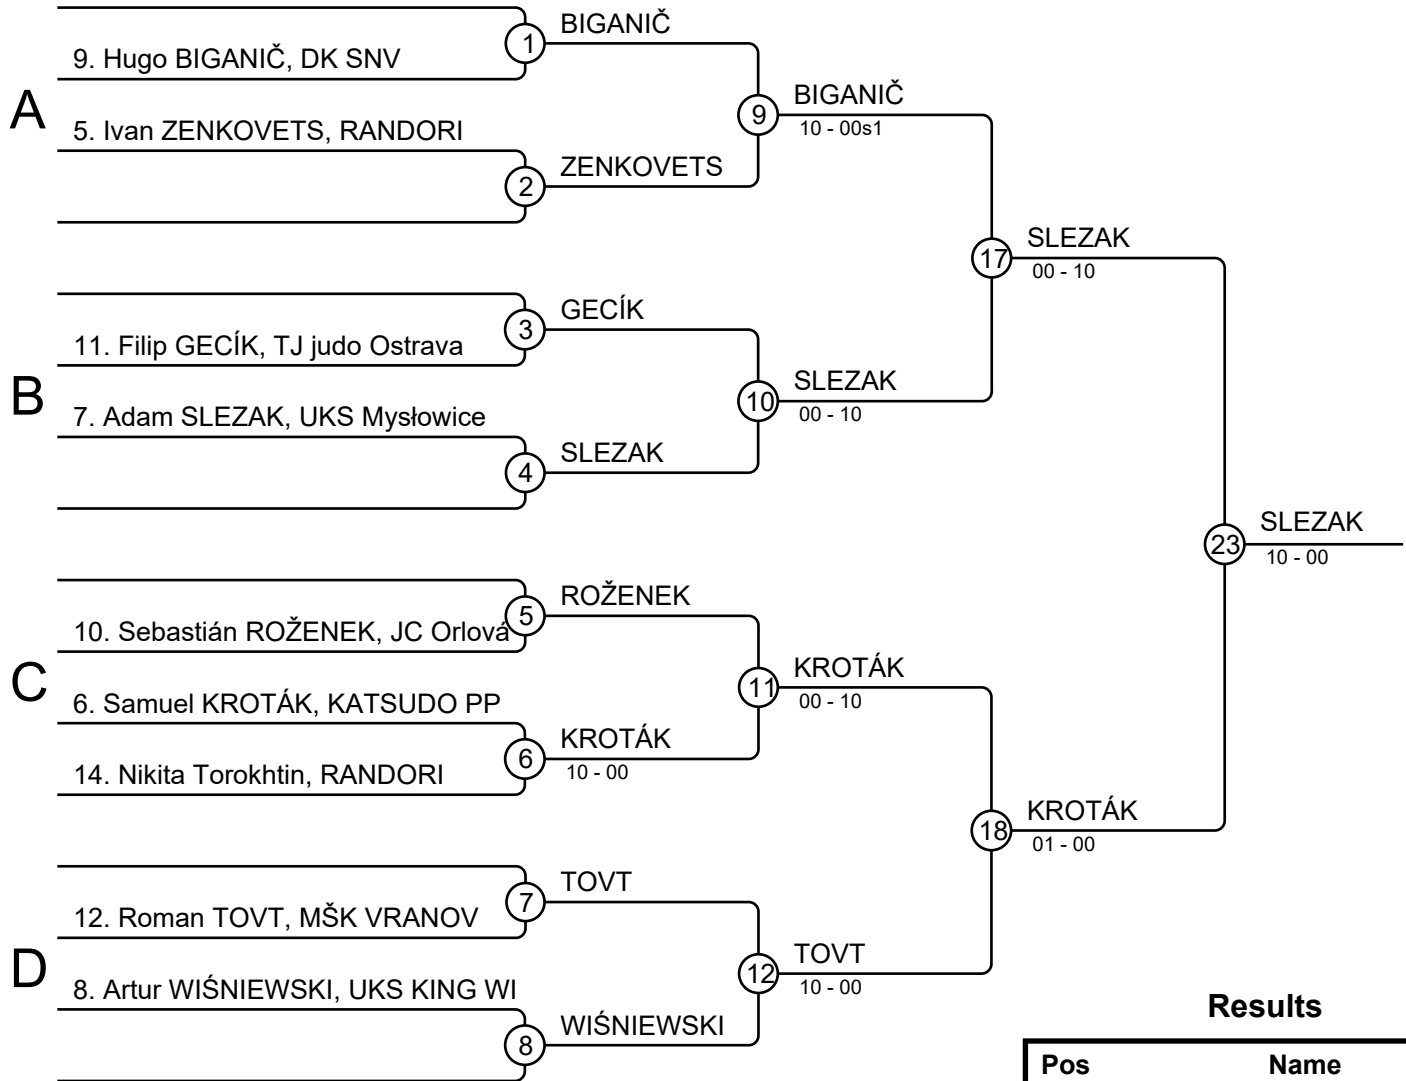 BIGANIČ
1
9. Hugo BIGANIČ, DK SNV
A
BIGANIČ
9
10 - 00s1
5. Ivan ZENKOVETS, RANDORI
ZENKOVETS
2
SLEZAK
17
00 - 10
GECÍK
3
11. Filip GECÍK, TJ judo Ostrava
B
SLEZAK
10
00 - 10
7. Adam SLEZAK, UKS Mysłowice
SLEZAK
4
SLEZAK
23
10 - 00
ROŽENEK
5
10. Sebastián ROŽENEK, JC Orlová
C
KROTÁK
11
00 - 10
6. Samuel KROTÁK, KATSUDO PP
KROTÁK
6
10 - 00
14. Nikita Torokhtin, RANDORI
KROTÁK
18
01 - 00
TOVT
7
12. Roman TOVT, MŠK VRANOV
D
TOVT
12
10 - 00
8. Artur WIŚNIEWSKI, UKS KING WI
WIŚNIEWSKI
8
Results
Pos Name